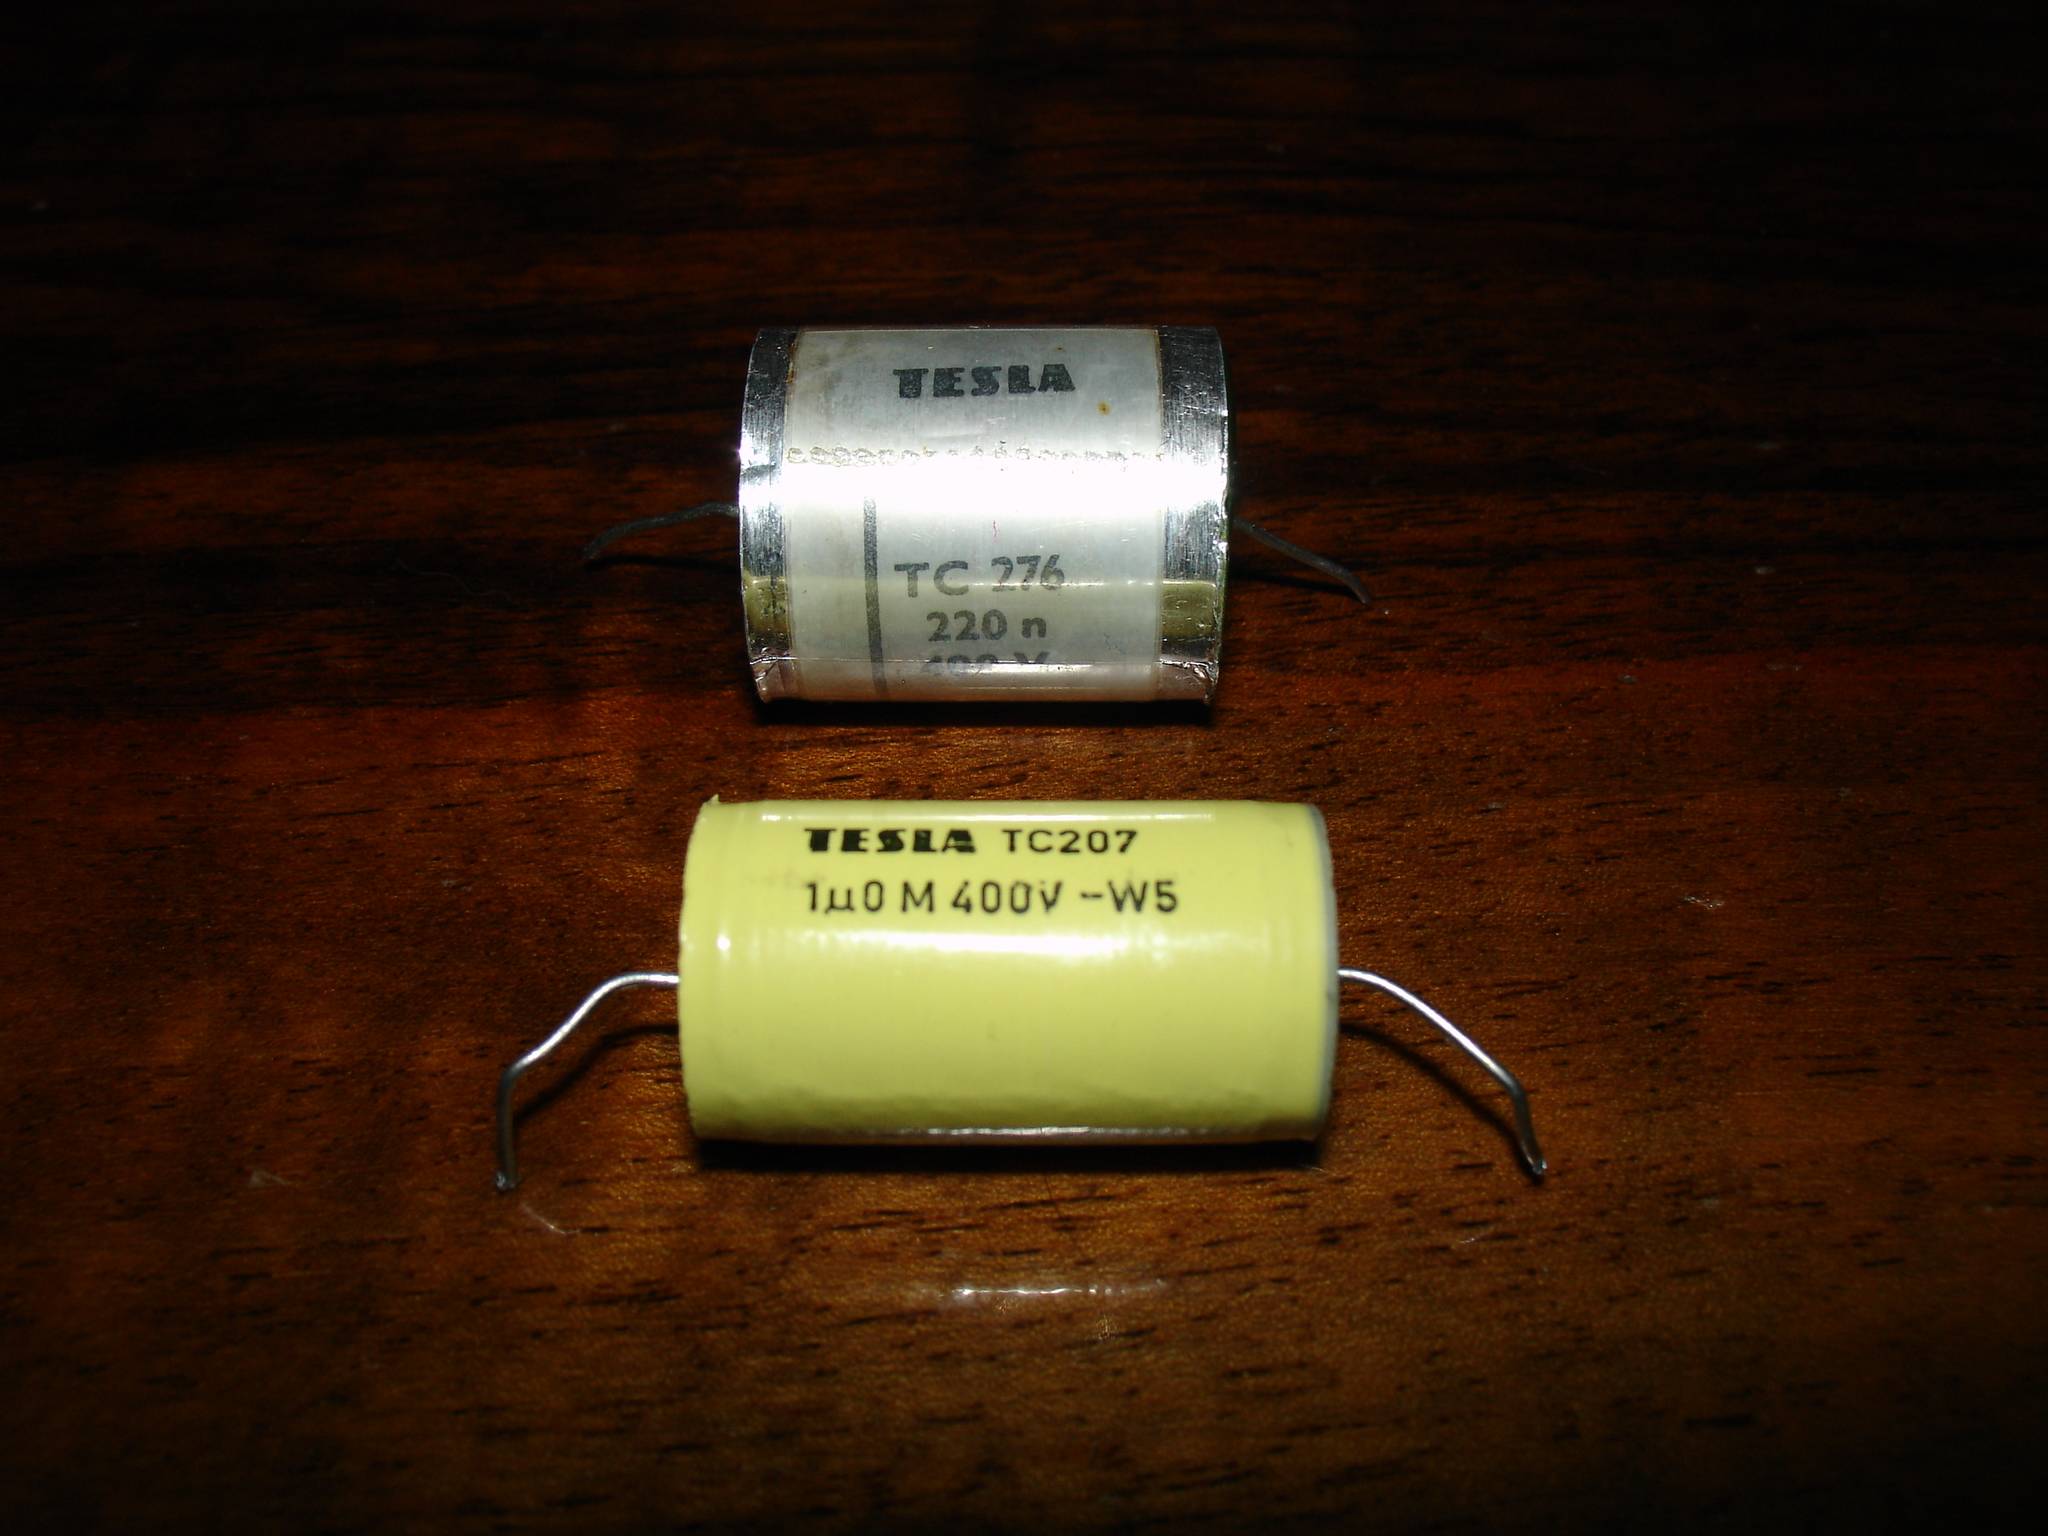 TESLA
TC 276
220 n
TESLA TC207
1µ0 M 400V -W5